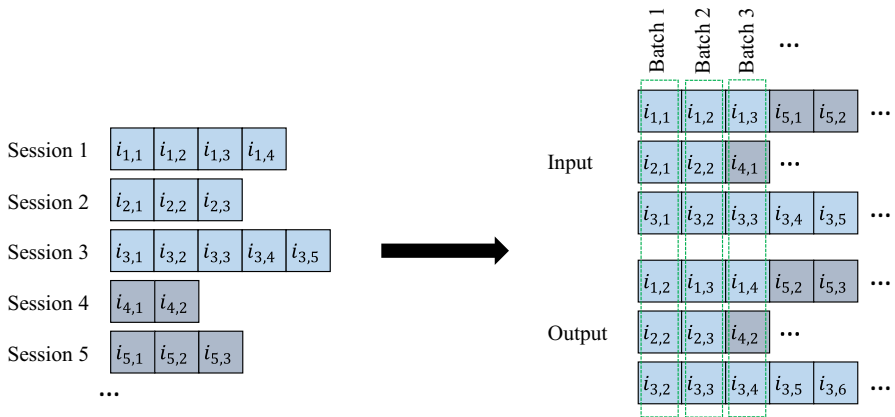 Batch 1 Batch 2 Batch 3 ...
Session 1 i1,1 i1,2 i1,3 i1,4
Session 2 i2,1 i2,2 i2,3
Session 3 i3,1 i3,2 i3,3 i3,4 i3,5
Session 4 i4,1 i4,2
Session 5 i5,1 i5,2 i5,3
...
i1,1 i1,2 i1,3 i5,1 i5,2 ...
Input i2,1 i2,2 i4,1 ...
i3,1 i3,2 i3,3 i3,4 i3,5 ...
i1,2 i1,3 i1,4 i5,2 i5,3 ...
Output i2,2 i2,3 i4,2 ...
i3,2 i3,3 i3,4 i3,5 i3,6 ...